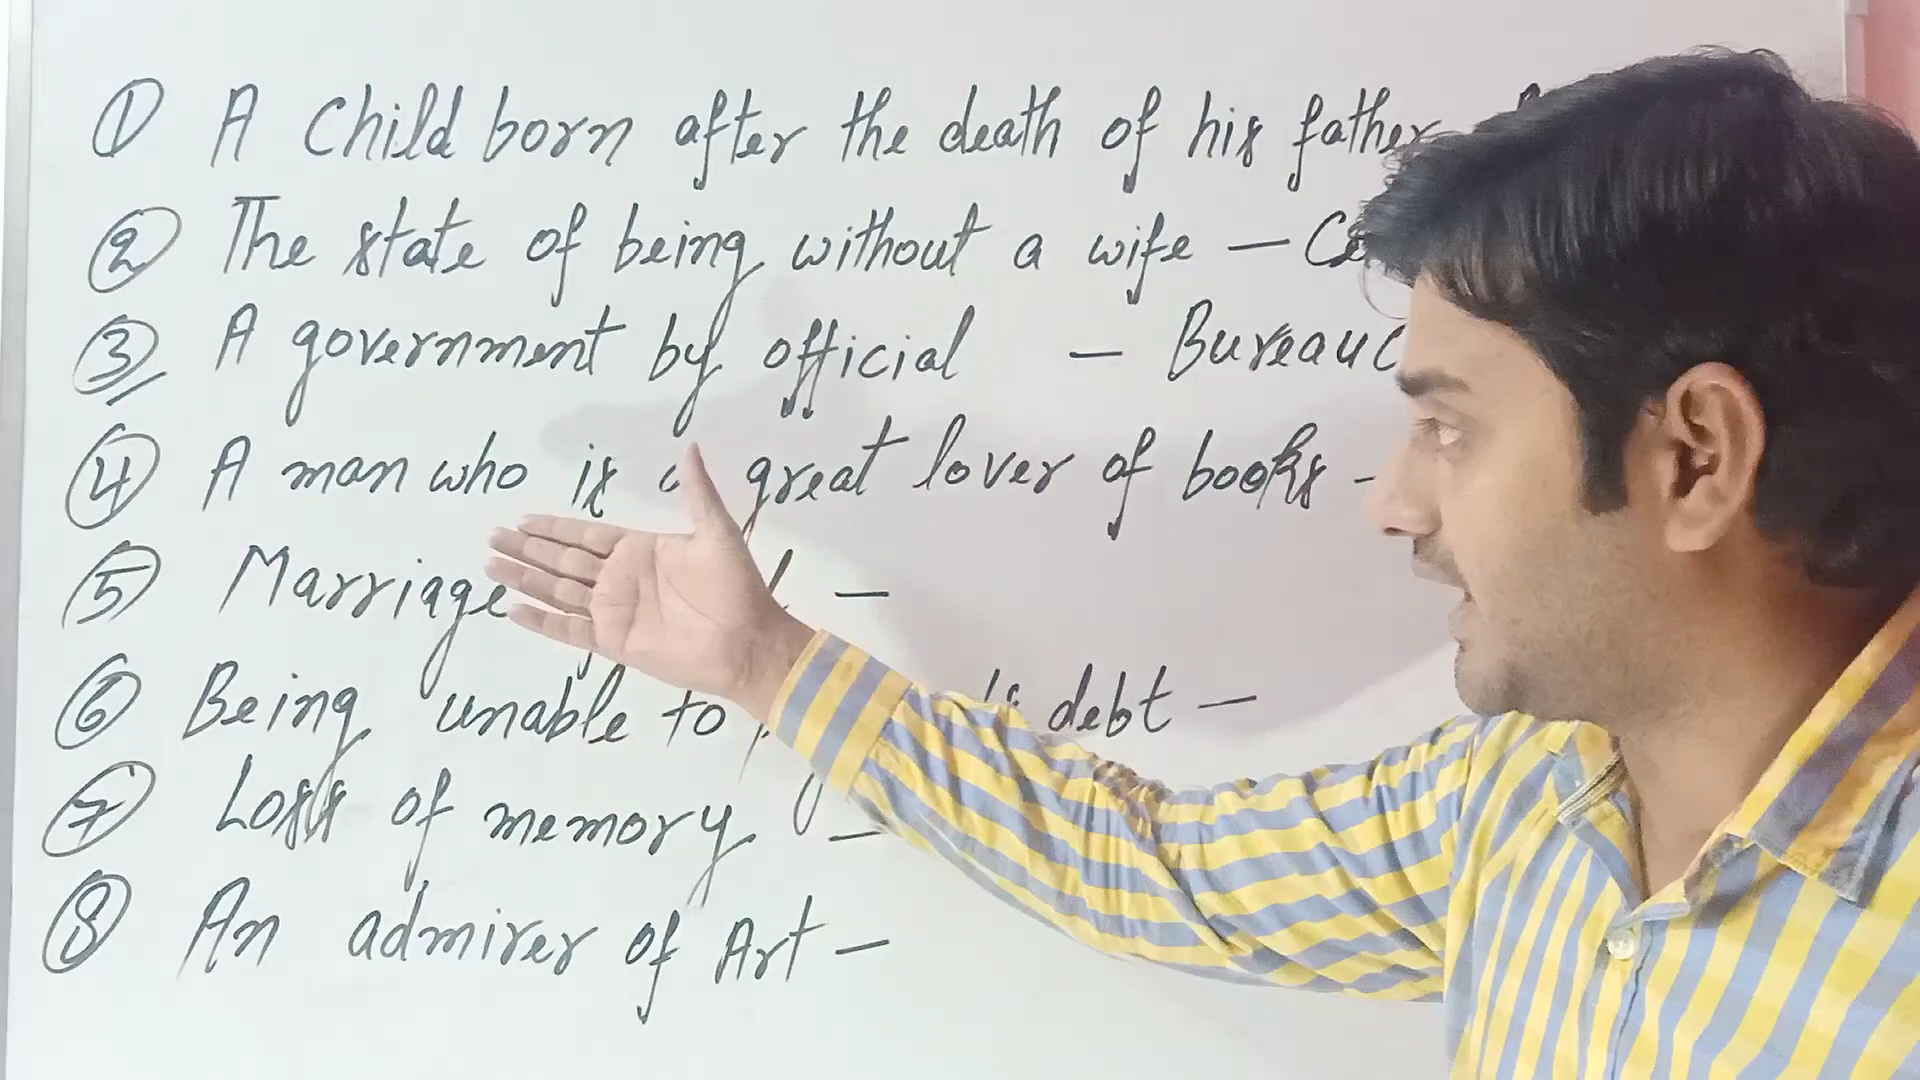 ① A Child born after the death of his father
② The state of being without a wife — Ce
③ A government by official — Bureauc
④ A man who is a great lover of books -
⑤ Marriage —
⑥ Being unable to debt —
⑦ Loss of memory —
⑧ An admirer of Art —